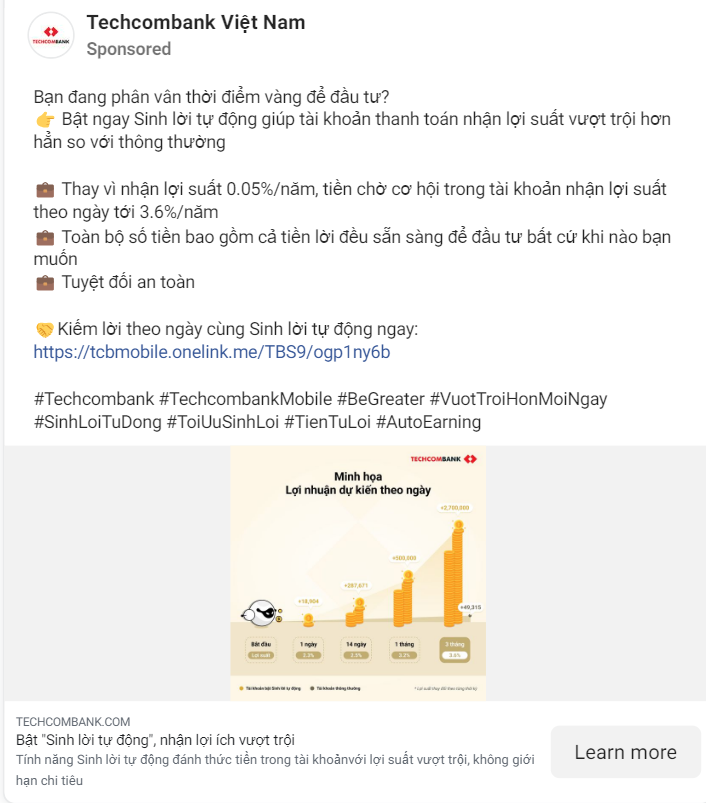 Techcombank Việt Nam
TECHCOMBANK
Sponsored
Bạn đang phân vân thời điểm vàng để đầu tư?
👉 Bật ngay Sinh lời tự động giúp tài khoản thanh toán nhận lợi suất vượt trội hơn
hẳn so với thông thường
💼 Thay vì nhận lợi suất 0.05%/năm, tiền chờ cơ hội trong tài khoản nhận lợi suất
theo ngày tới 3.6%/năm
💼 Toàn bộ số tiền bao gồm cả tiền lời đều sẵn sàng để đầu tư bất cứ khi nào bạn
muốn
💼 Tuyệt đối an toàn
🤝 Kiếm lời theo ngày cùng Sinh lời tự động ngay:
https://tcbmobile.onelink.me/TBS9/ogp1ny6b
#Techcombank #TechcombankMobile #BeGreater #VuotTroiHonMoiNgay
#SinhLoiTuDong #ToiUuSinhLoi #TienTuLoi #AutoEarning
TECHCOMBANK
Minh họa
Lợi nhuận dự kiến theo ngày
+2,700,000
+500,000
+287,671
+18,904
+49,315
Bắt đầu
1 ngày
14 ngày
1 tháng
3 tháng
Lợi suất
3.6%
Tài khoản bật Sinh lời tự động
Tài khoản thông thường
TECHCOMBANK.COM
Bật "Sinh lời tự động", nhận lợi ích vượt trội
Tính năng Sinh lời tự động đánh thức tiền trong tài khoảnvới lợi suất vượt trội, không giới
hạn chi tiêu
Learn more